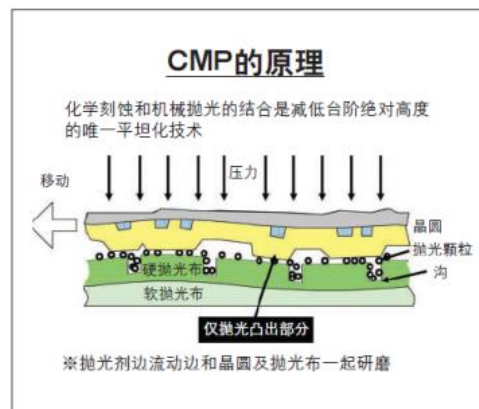 CMP的原理
化学刻蚀和机械抛光的结合是减低台阶绝对高度
的唯一平坦化技术
移动
压力
晶圆
抛光颗粒
硬抛光布
沟
软抛光布
仅抛光凸出部分
※抛光剂边流动边和晶圆及抛光布一起研磨